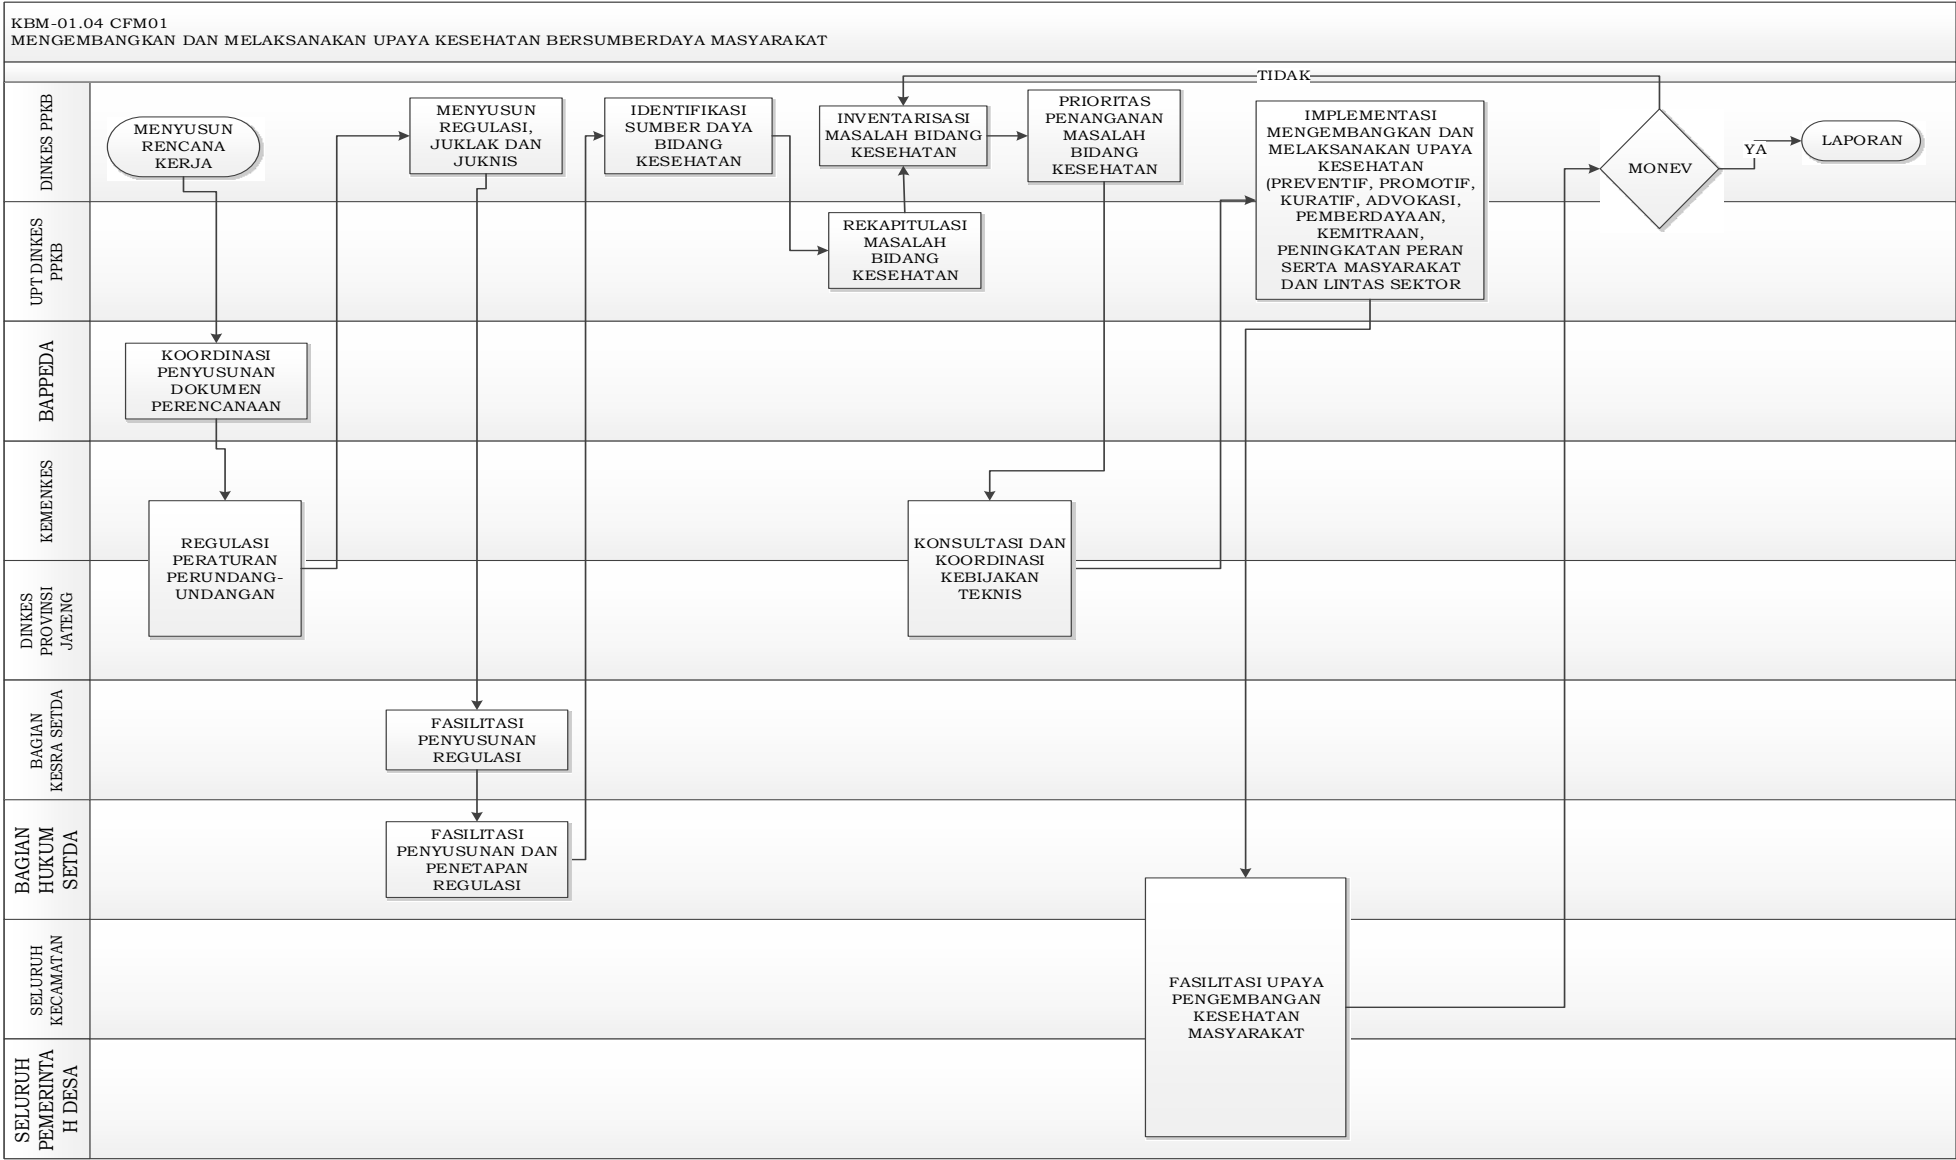 KBM-01.04 CFM01
MENGEMBANGKAN DAN MELAKSANAKAN UPAYA KESEHATAN BERSUMBERDAYA MASYARAKAT
TIDAK
DINKES PPKB
MENYUSUN
RENCANA
KERJA
MENYUSUN
REGULASI,
JUKLAK DAN
JUKNIS
IDENTIFIKASI
SUMBER DAYA
BIDANG
KESEHATAN
INVENTARISASI
MASALAH BIDANG
KESEHATAN
PRIORITAS
PENANGANAN
MASALAH
BIDANG
KESEHATAN
IMPLEMENTASI
MENGEMBANGKAN DAN
MELAKSANAKAN UPAYA
KESEHATAN
(PREVENTIF, PROMOTIF,
KURATIF, ADVOKASI,
PEMBERDAYAAN,
KEMITRAAN,
PENINGKATAN PERAN
SERTA MASYARAKAT
DAN LINTAS SEKTOR
MONEV
YA
LAPORAN
UPT DINKES
PPKB
REKAPITULASI
MASALAH
BIDANG
KESEHATAN
BAPPEDA
KOORDINASI
PENYUSUNAN
DOKUMEN
PERENCANAAN
KEMENKES
REGULASI
PERATURAN
PERUNDANG-
UNDANGAN
KONSULTASI DAN
KOORDINASI
KEBIJAKAN
TEKNIS
DINKES
PROVINSI
JATENG
BAGIAN
KESRA SETDA
FASILITASI
PENYUSUNAN
REGULASI
BAGIAN
HUKUM
SETDA
FASILITASI
PENYUSUNAN DAN
PENETAPAN
REGULASI
SELURUH
KECAMATAN
FASILITASI UPAYA
PENGEMBANGAN
KESEHATAN
MASYARAKAT
SELURUH
PEMERINTA
H DESA